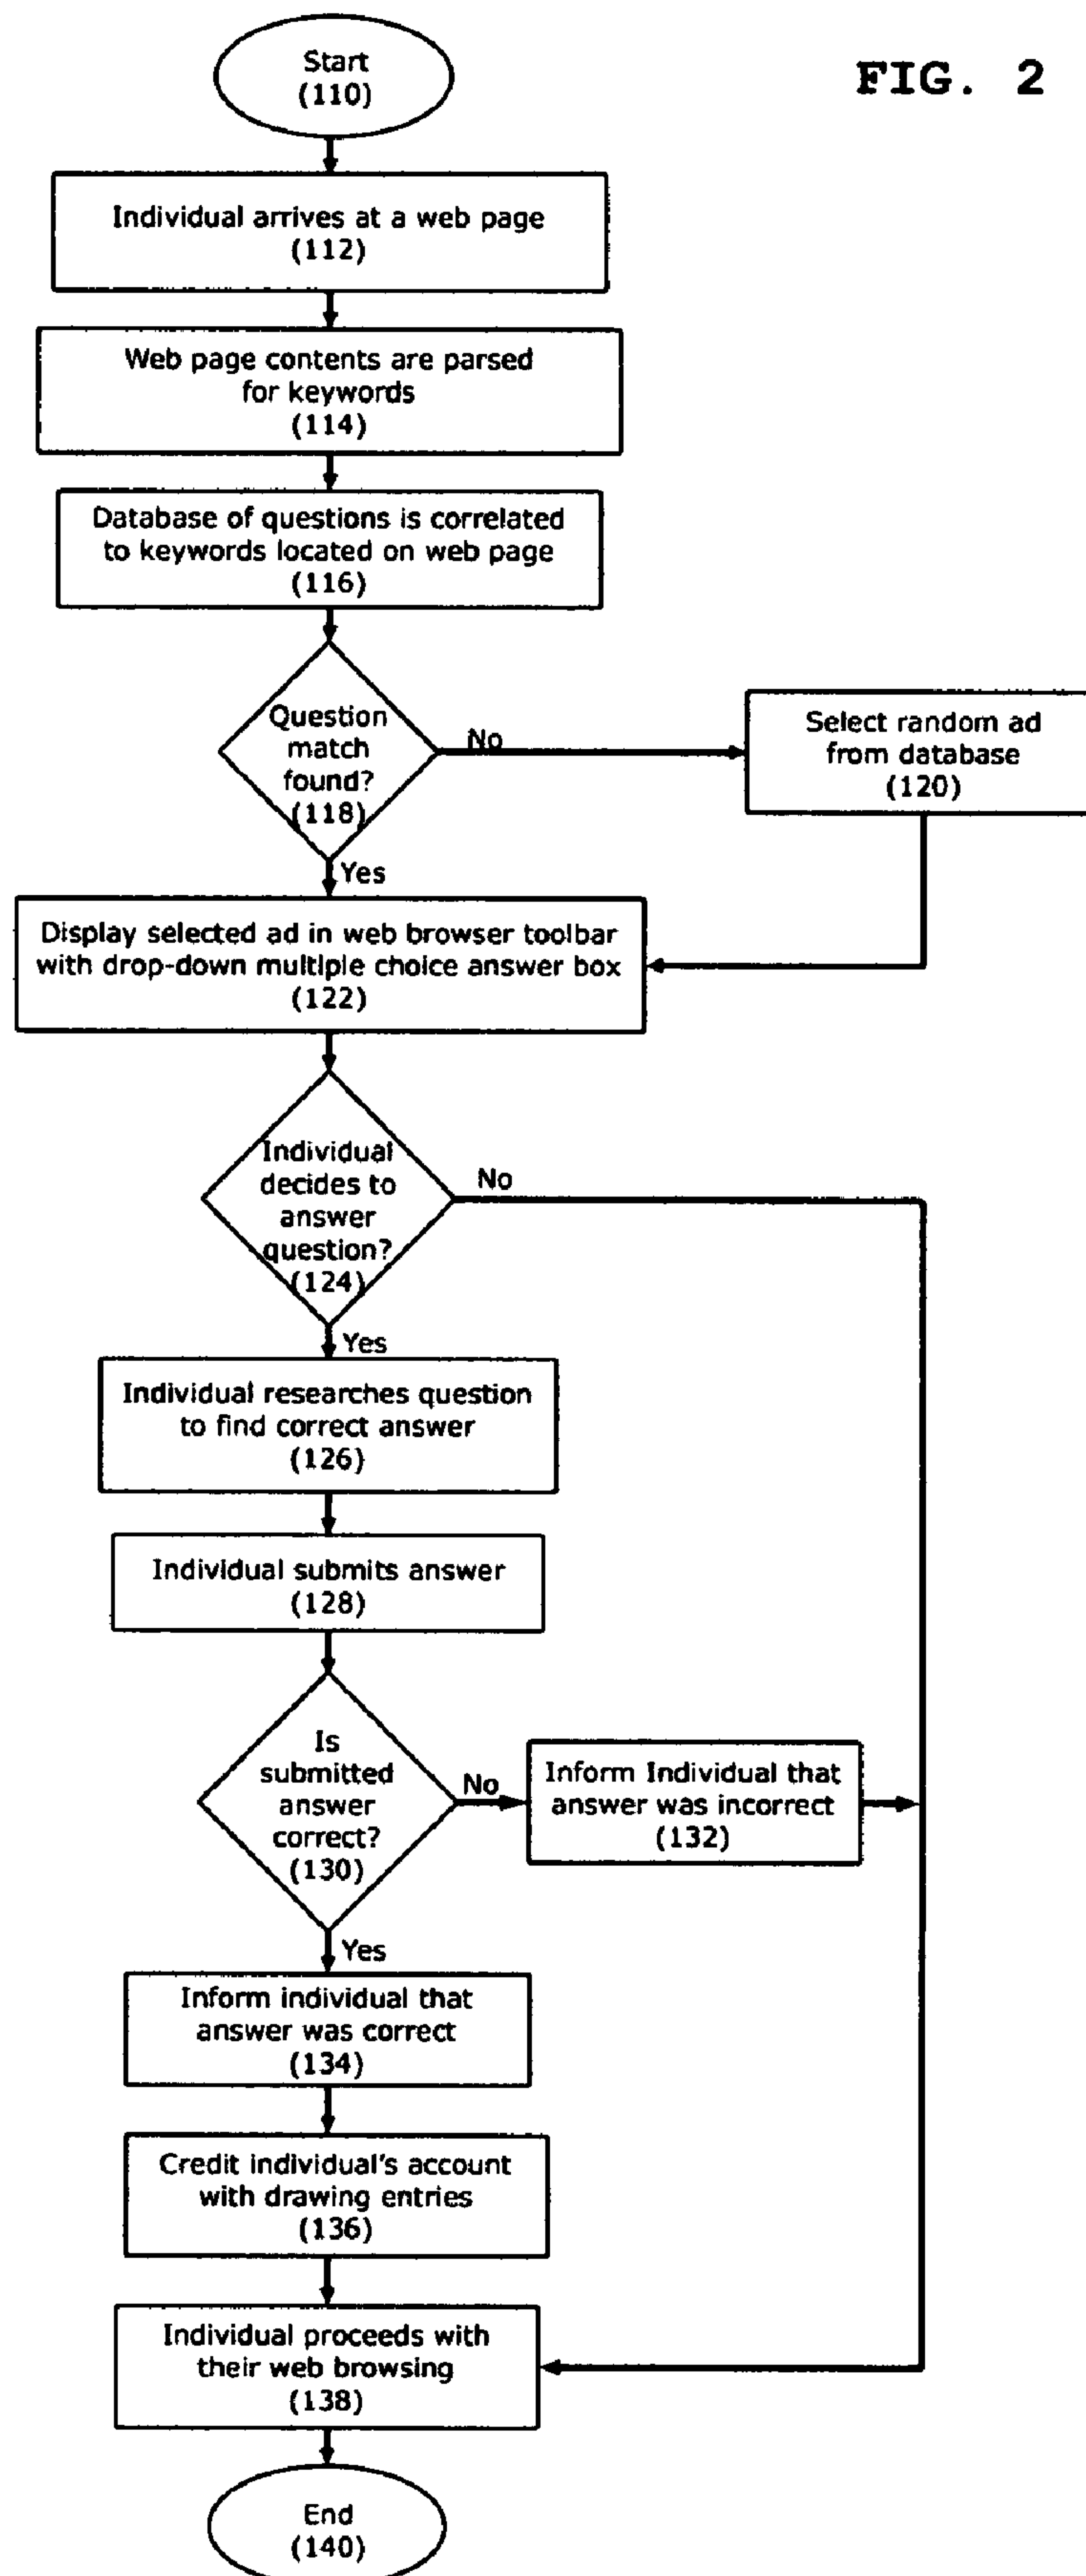 FIG. 2
Start
(110)
Individual arrives at a web page
(112)
Web page contents are parsed
for keywords
(114)
Database of questions is correlated
to keywords located on web page
(116)
Question
match
found?
(118)
No
Select random ad
from database
(120)
Yes
Display selected ad in web browser toolbar
with drop-down multiple choice answer box
(122)
Individual
decides to
answer
question?
(124)
No
Yes
Individual researches question
to find correct answer
(126)
Individual submits answer
(128)
Is
submitted
answer
correct?
(130)
No
Inform Individual that
answer was incorrect
(132)
Yes
Inform individual that
answer was correct
(134)
Credit individual's account
with drawing entries
(136)
Individual proceeds with
their web browsing
(138)
End
(140)